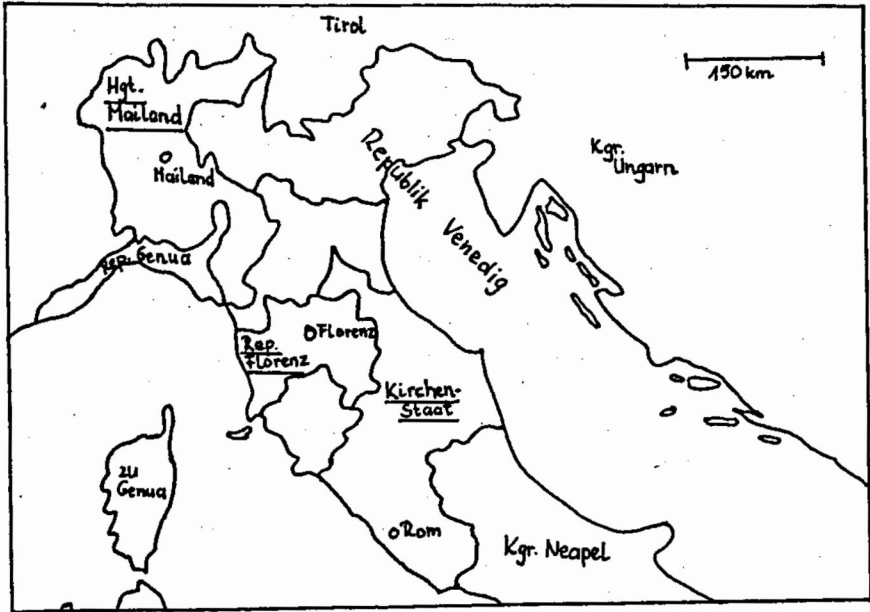 Tirol
150 km
Hgt.
Mailand
Mailand
Republik
Venedig
Kgr.
Ungarn
Rep. Genua
Florenz
Rep.
Florenz
Kirchen-
Staat
zu
Genua
Rom
Kgr. Neapel